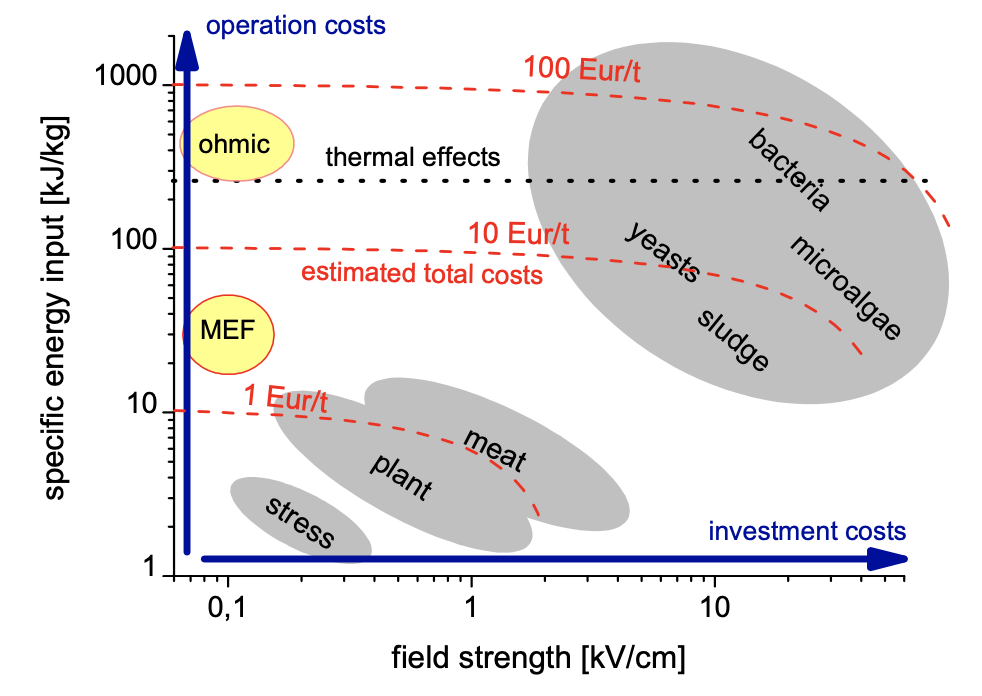 operation costs
100 Eur/t
1000
ohmic
thermal effects
bacteria
10 Eur/t
100
yeasts
microalgae
estimated total costs
MEF
sludge
1 Eur/t
10
meat
plant
stress
investment costs
1
0,1
1
10
specific energy input [kJ/kg]
field strength [kV/cm]